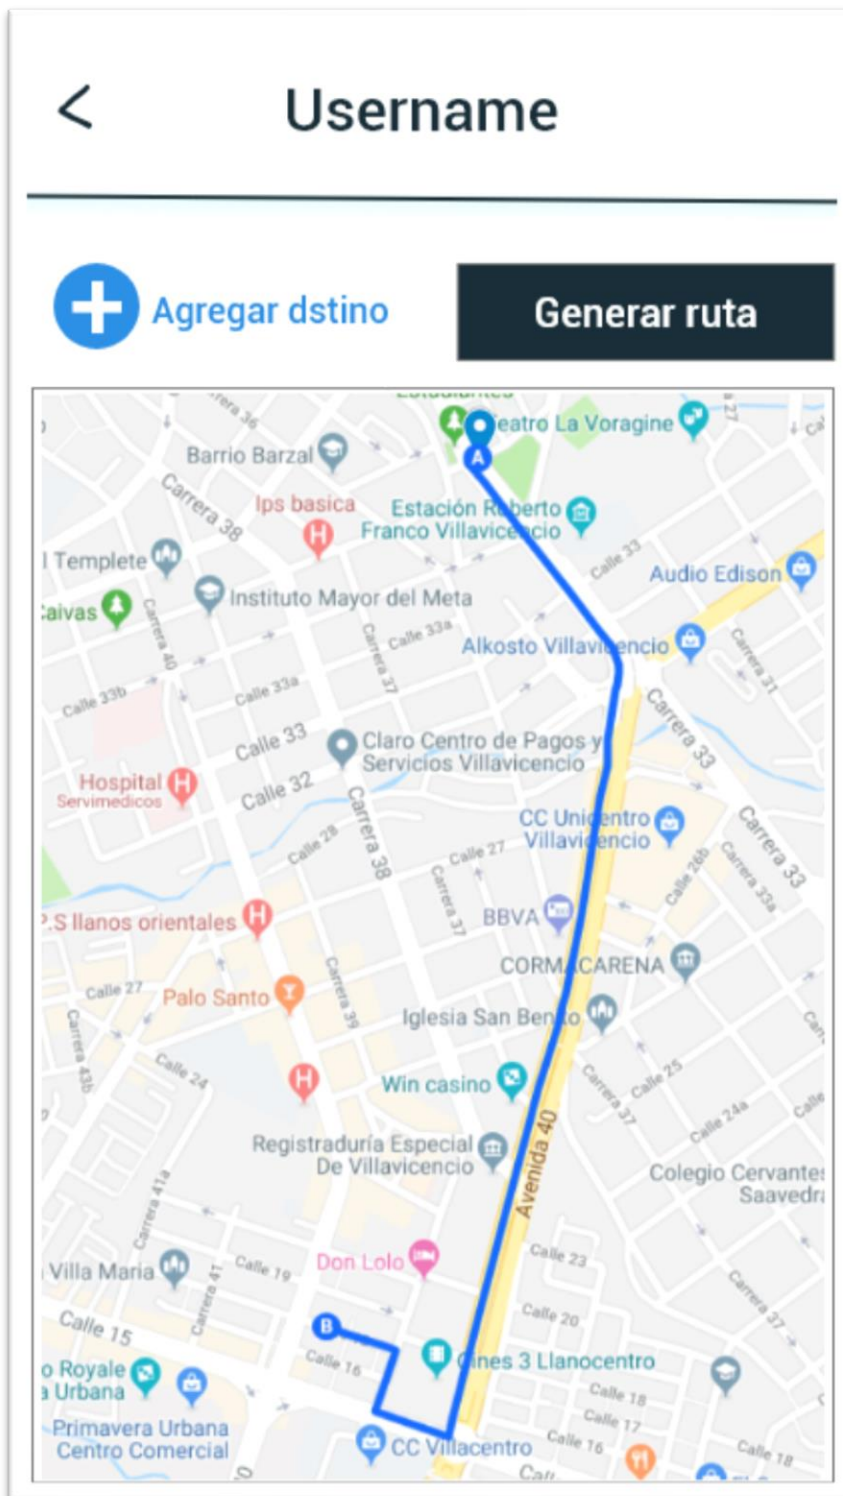 Username
Agregar dstino
Generar ruta
Estudiantes
Teatro La Voragine
Barrio Barzal
Carrera 38
Ips basica
Estación Roberto
Franco Villavicencio
Calle 33
l Templete
Audio Edison
Caivas
Instituto Mayor del Meta
Carrera 40
Calle 33a
Alkosto Villavicencio
Carrera 37
Carrera 31
Calle 33b
Calle 33a
Carrera 33
Calle 33
Claro Centro de Pagos y
Servicios Villavicencio
Hospital
Servimedicos
Calle 32
Carrera 38
CC Unicentro
Villavicencio
Carrera 33
Calle 28
Calle 27
Calle 26b
Carrera 33a
Carrera 37
P.S llanos orientales
BBVA
CORMACARENA
Calle 27
Palo Santo
Carrera 39
Iglesia San Benito
Carrera 43b
Calle 24
Win casino
Carrera 37
Calle 25
Calle 24a
Calle
Registraduría Especial
De Villavicencio
Avenida 40
Colegio Cervantes
Saavedra
Carrera 41a
Don Lolo
Calle 23
Villa Maria
Calle 19
Carrera 41
Carrera 37
Calle 20
Calle 15
Calle 16
Cines 3 Llanocentro
o Royale
a Urbana
Calle 18
Calle 17
Primavera Urbana
Centro Comercial
CC Villacentro
Calle 16
Calle 18
A
B